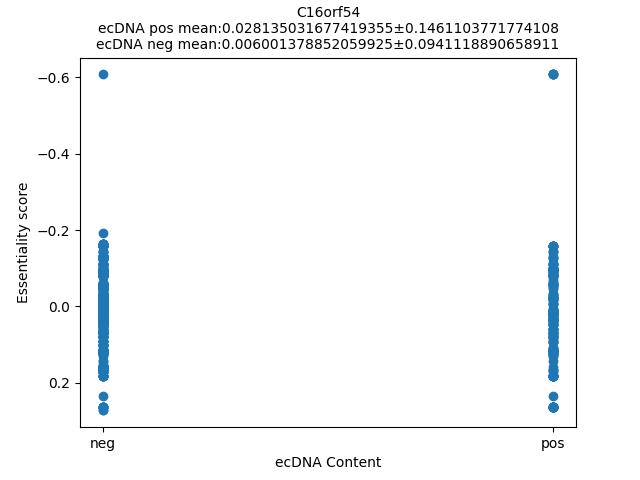 C16orf54
ecDNA pos mean:0.028135031677419355±0.1461103771774108
ecDNA neg mean:0.006001378852059925±0.0941118890658911
−0.6
−0.4
−0.2
0.0
0.2
Essentiality score
neg
pos
ecDNA Content